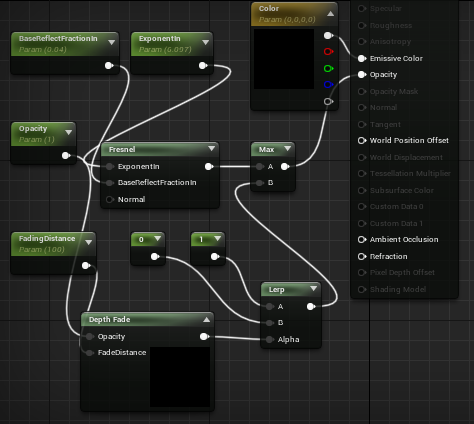 BaseReflectFractionIn
Param (0.04)
ExponentIn
Param (0.097)
Color
Param (0,0,0,0)
Opacity
Param (1)
Fresnel
ExponentIn
BaseReflectFractionIn
Normal
Max
A
B
FadingDistance
Param (100)
0
1
Lerp
A
B
Alpha
Depth Fade
Opacity
FadeDistance
Specular
Roughness
Anisotropy
Emissive Color
Opacity
Opacity Mask
Normal
Tangent
World Position Offset
World Displacement
Tessellation Multiplier
Subsurface Color
Custom Data 0
Custom Data 1
Ambient Occlusion
Refraction
Pixel Depth Offset
Shading Model